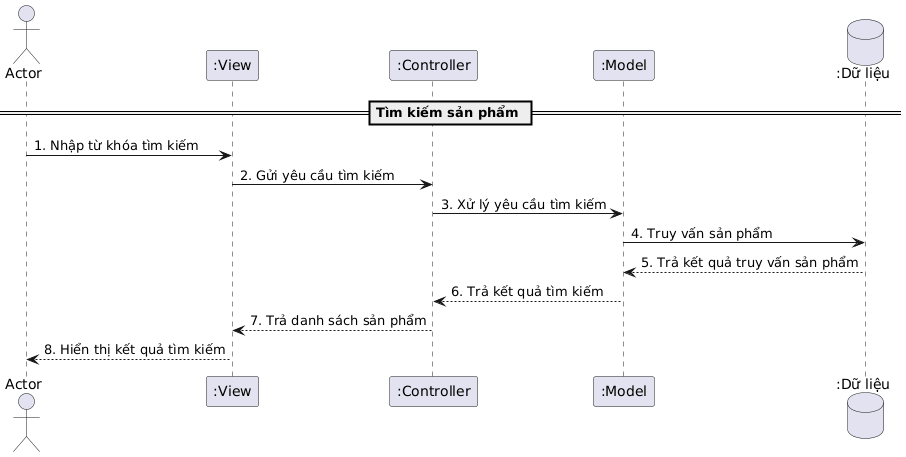 Actor
:View
:Controller
:Model
:Dữ liệu
Tìm kiếm sản phẩm
1. Nhập từ khóa tìm kiếm
2. Gửi yêu cầu tìm kiếm
3. Xử lý yêu cầu tìm kiếm
4. Truy vấn sản phẩm
5. Trả kết quả truy vấn sản phẩm
6. Trả kết quả tìm kiếm
7. Trả danh sách sản phẩm
8. Hiển thị kết quả tìm kiếm
Actor
:View
:Controller
:Model
:Dữ liệu